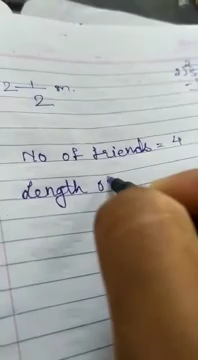 2 1/2 m.
No of friends = 4
Length o